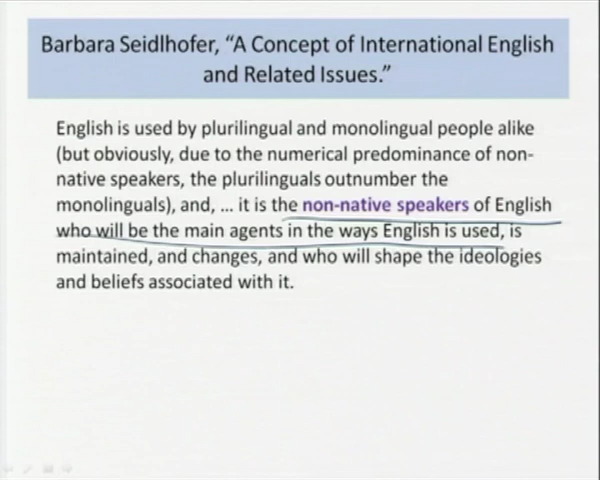 Barbara Seidlhofer, “A Concept of International English
and Related Issues.”
English is used by plurilingual and monolingual people alike
(but obviously, due to the numerical predominance of non-
native speakers, the plurilinguals outnumber the
monolinguals), and, ... it is the non-native speakers of English
who will be the main agents in the ways English is used, is
maintained, and changes, and who will shape the ideologies
and beliefs associated with it.